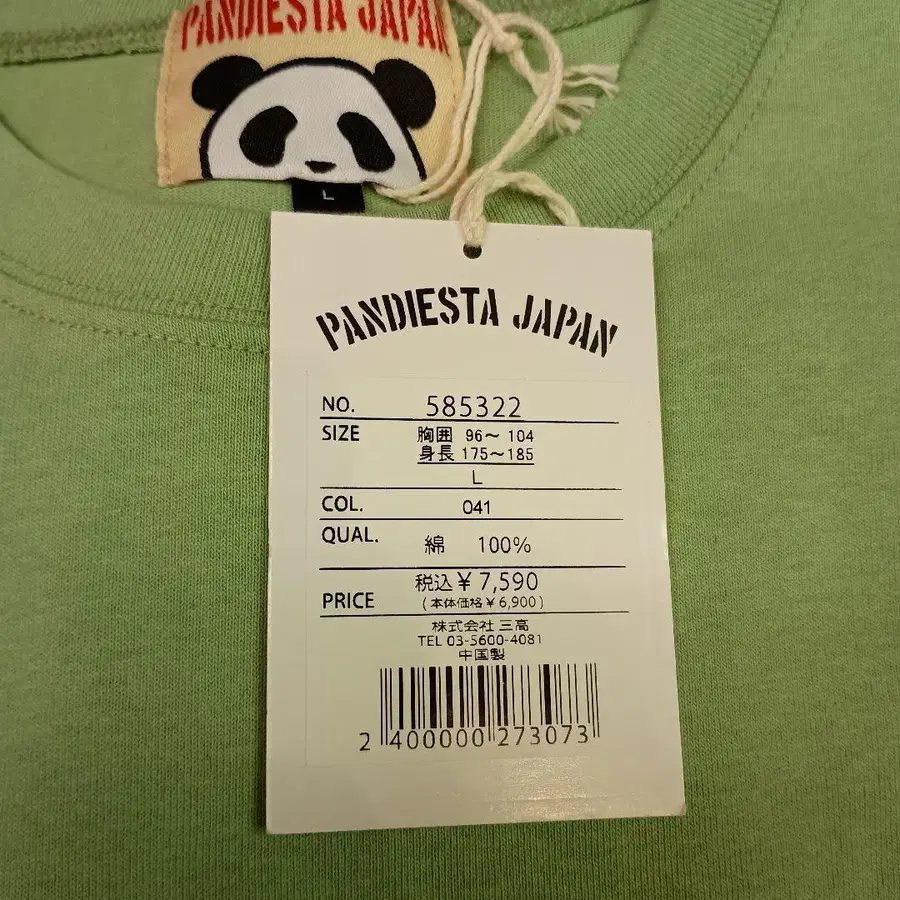 PANDIESTA JAPAN
L
PANDIESTA JAPAN
NO. 585322
SIZE 胸囲 96〜 104
身長 175〜185
L
COL. 041
QUAL. 綿 100%
税込¥ 7,590
PRICE (本体価格¥ 6,900)
株式会社 三高
TEL 03-5600-4081
中国製
2 400000 273073